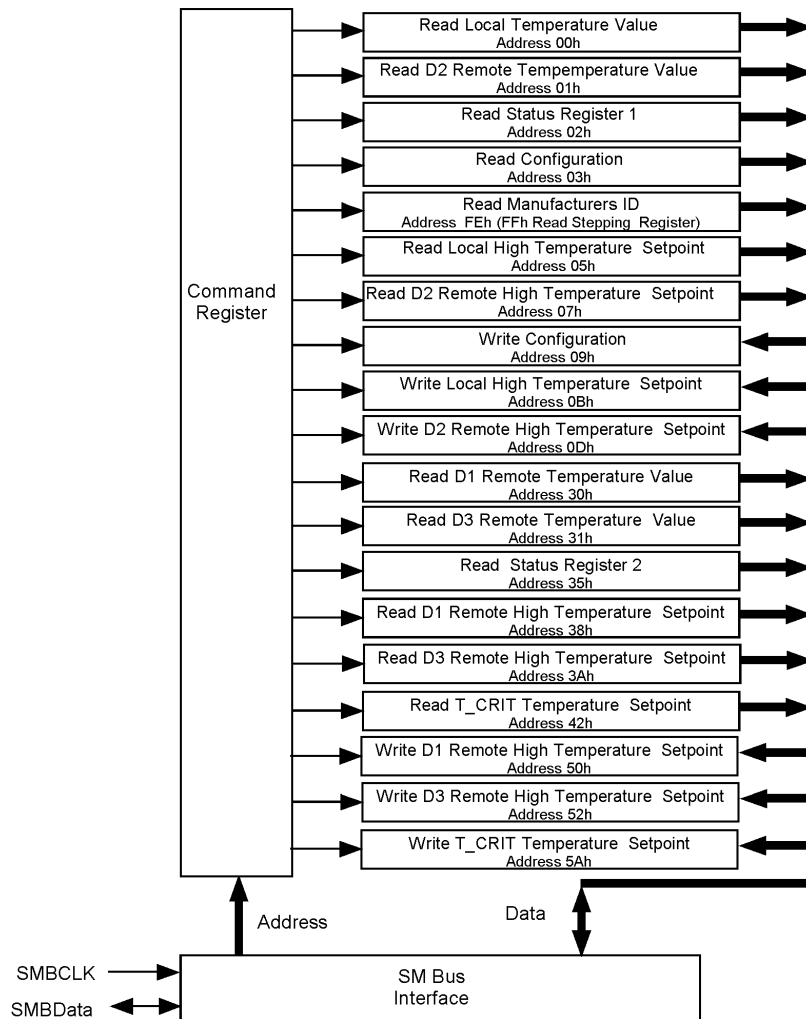 Read Local Temperature Value
Address 00h
Read D2 Remote Tempemperature Value
Address 01h
Read Status Register 1
Address 02h
Read Configuration
Address 03h
Read Manufacturers ID
Address FEh (FFh Read Stepping Register)
Read Local High Temperature Setpoint
Address 05h
Command
Register
Read D2 Remote High Temperature Setpoint
Address 07h
Write Configuration
Address 09h
Write Local High Temperature Setpoint
Address 0Bh
Write D2 Remote High Temperature Setpoint
Address 0Dh
Read D1 Remote Temperature Value
Address 30h
Read D3 Remote Temperature Value
Address 31h
Read Status Register 2
Address 35h
Read D1 Remote High Temperature Setpoint
Address 38h
Read D3 Remote High Temperature Setpoint
Address 3Ah
Read T_CRIT Temperature Setpoint
Address 42h
Write D1 Remote High Temperature Setpoint
Address 50h
Write D3 Remote High Temperature Setpoint
Address 52h
Write T_CRIT Temperature Setpoint
Address 5Ah
Address
Data
SMBCLK
SMBData
SM Bus
Interface